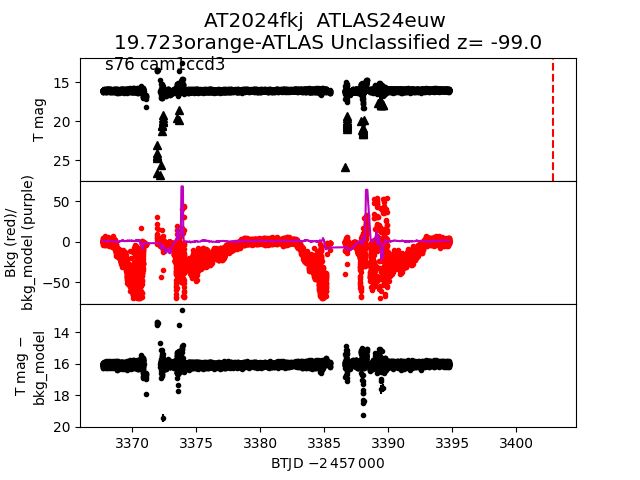 AT2024fkj  ATLAS24euw
19.723orange-ATLAS Unclassified z= -99.0
s76 cam1ccd3
15
20
25
T mag
50
0
−50
Bkg (red)/
bkg_model (purple)
14
16
18
20
T mag −
bkg_model
3370 3375 3380 3385 3390 3395 3400
BTJD −2 457 000